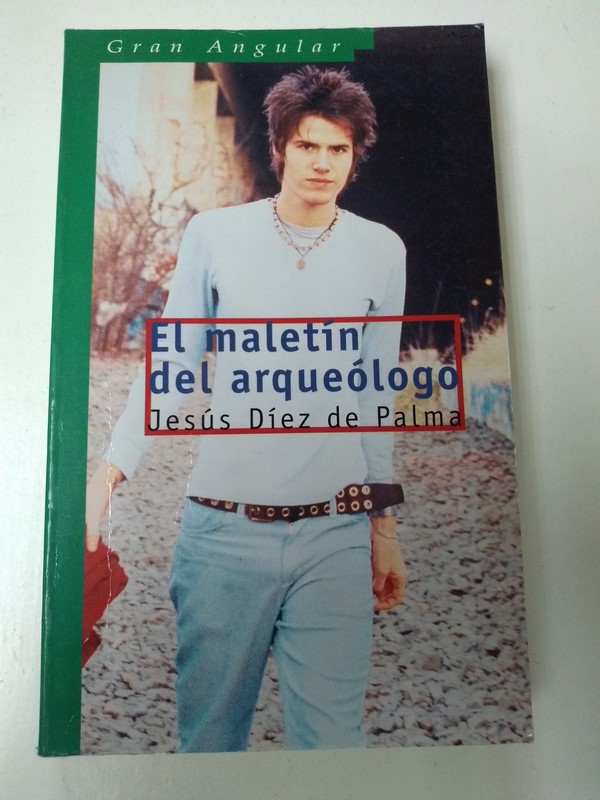 Gran Angular
El maletín
del arqueólogo
Jesús Díez de Palma